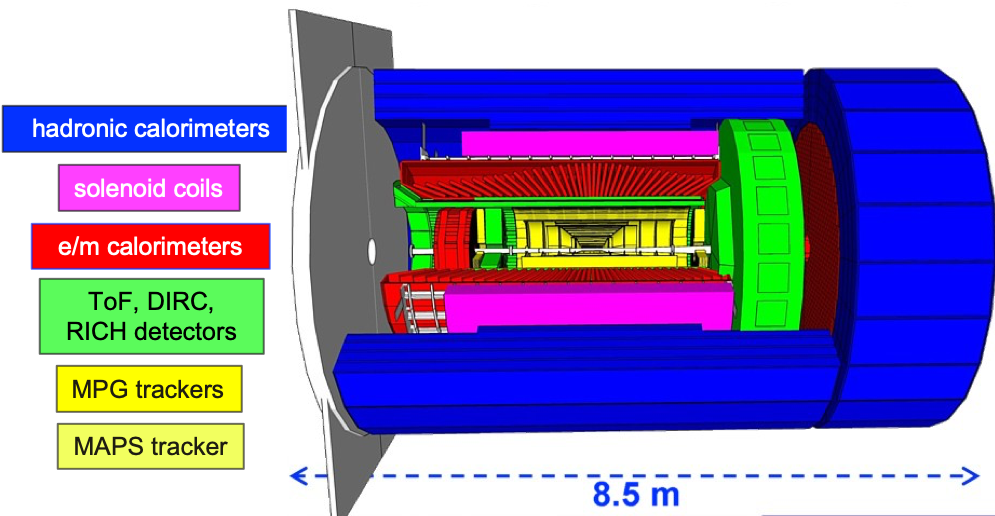 hadronic calorimeters
solenoid coils
e/m calorimeters
ToF, DIRC,
RICH detectors
MPG trackers
MAPS tracker
8.5 m